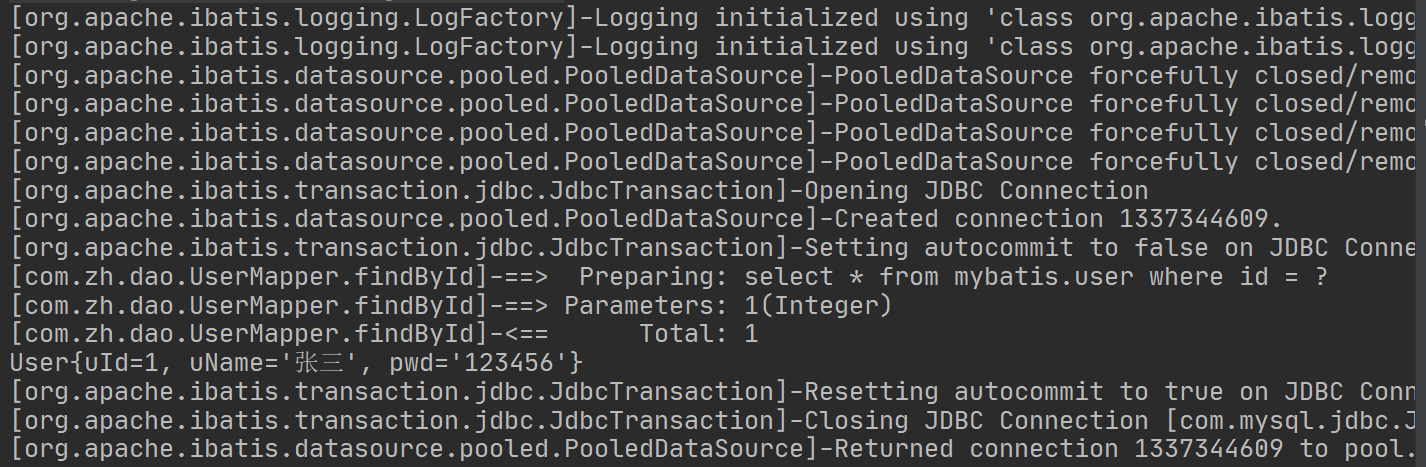 [org.apache.ibatis.logging.LogFactory]-Logging initialized using 'class org.apache.ibatis.logg
[org.apache.ibatis.logging.LogFactory]-Logging initialized using 'class org.apache.ibatis.logg
[org.apache.ibatis.datasource.pooled.PooledDataSource]-PooledDataSource forcefully closed/remo
[org.apache.ibatis.datasource.pooled.PooledDataSource]-PooledDataSource forcefully closed/remo
[org.apache.ibatis.datasource.pooled.PooledDataSource]-PooledDataSource forcefully closed/remo
[org.apache.ibatis.datasource.pooled.PooledDataSource]-PooledDataSource forcefully closed/remo
[org.apache.ibatis.transaction.jdbc.JdbcTransaction]-Opening JDBC Connection
[org.apache.ibatis.datasource.pooled.PooledDataSource]-Created connection 1337344609.
[org.apache.ibatis.transaction.jdbc.JdbcTransaction]-Setting autocommit to false on JDBC Conne
[com.zh.dao.UserMapper.findById]-==>  Preparing: select * from mybatis.user where id = ?
[com.zh.dao.UserMapper.findById]-==> Parameters: 1(Integer)
[com.zh.dao.UserMapper.findById]-<==      Total: 1
User{uId=1, uName='张三', pwd='123456'}
[org.apache.ibatis.transaction.jdbc.JdbcTransaction]-Resetting autocommit to true on JDBC Conn
[org.apache.ibatis.transaction.jdbc.JdbcTransaction]-Closing JDBC Connection [com.mysql.jdbc.J
[org.apache.ibatis.datasource.pooled.PooledDataSource]-Returned connection 1337344609 to pool.